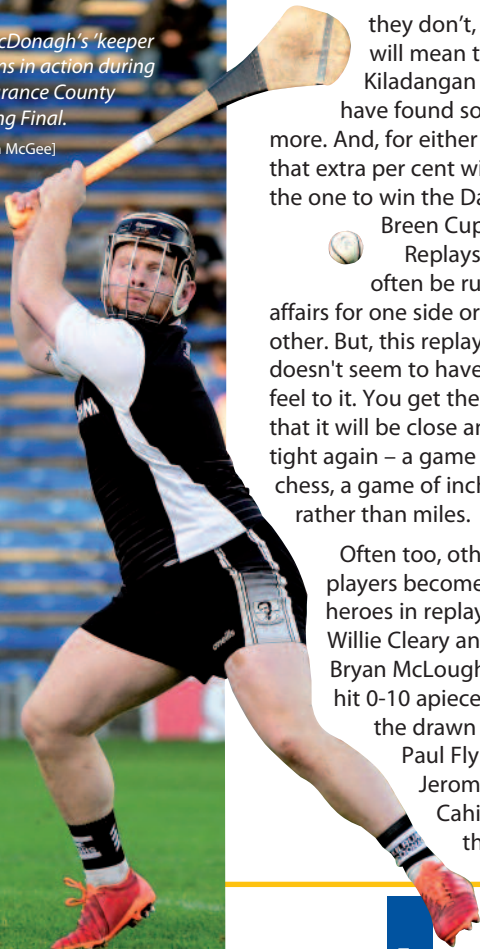 cDonagh's 'keeper
ns in action during
rance County
ng Final.
McGee]
they don't,
will mean t
Kiladangan
have found so
more. And, for either
that extra per cent wi
the one to win the Da
Breen Cup
Replays
often be ru
affairs for one side or
other. But, this replay
doesn't seem to have
feel to it. You get the
that it will be close ar
tight again – a game
chess, a game of inch
rather than miles.
Often too, oth
players become
heroes in replay
Willie Cleary an
Bryan McLough
hit 0-10 apiece
the drawn
Paul Fly
Jerom
Cahi
th